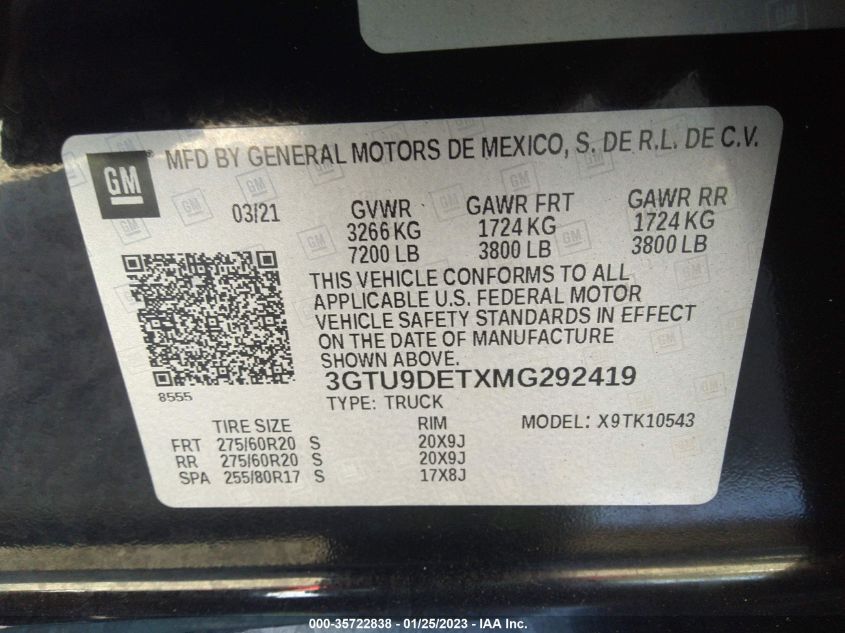 GM ® MFD BY GENERAL MOTORS DE MEXICO, S. DE R.L. DE C.V.
03/21 GVWR GAWR FRT GAWR RR
3266 KG 1724 KG 1724 KG
7200 LB 3800 LB 3800 LB
THIS VEHICLE CONFORMS TO ALL
APPLICABLE U.S. FEDERAL MOTOR
VEHICLE SAFETY STANDARDS IN EFFECT
ON THE DATE OF MANUFACTURE
SHOWN ABOVE.
8555
3GTU9DETXMG292419
TYPE: TRUCK
TIRE SIZE RIM MODEL: X9TK10543
FRT 275/60R20 S 20X9J
RR 275/60R20 S 20X9J
SPA 255/80R17 S 17X8J
000-35722838 - 01/25/2023 - © IAA Inc.